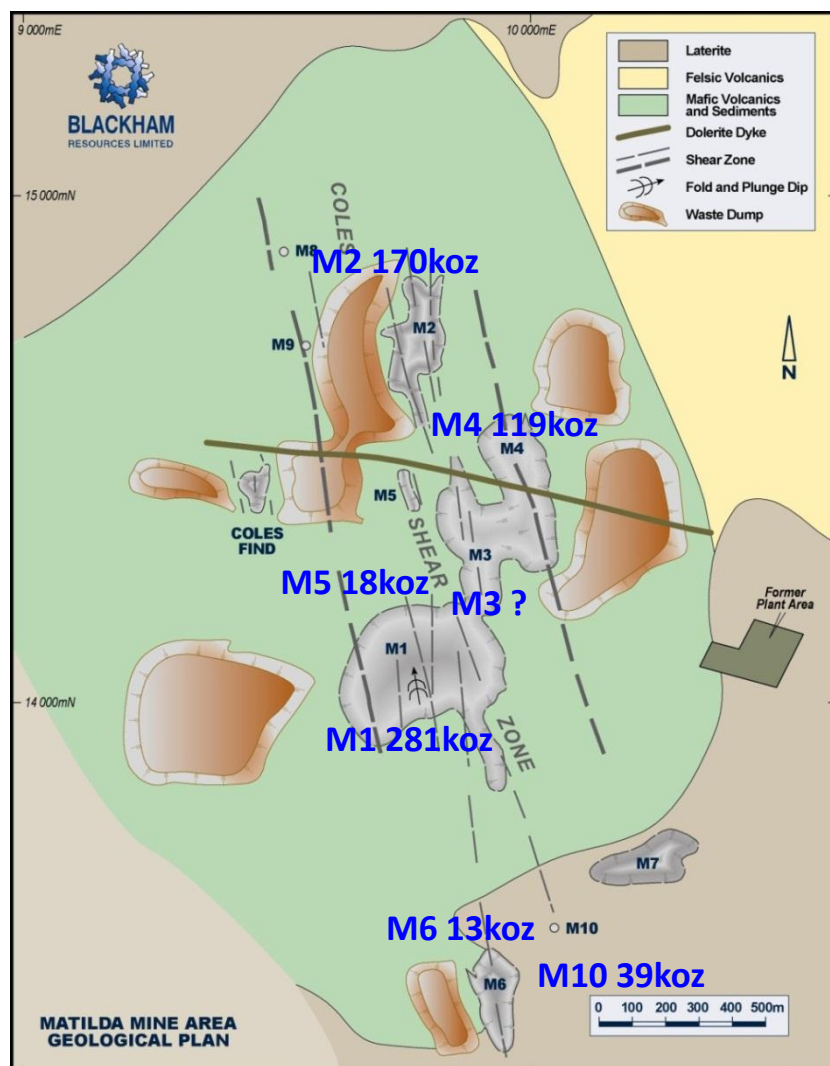 9 000mE
10 000mE
BLACKHAM
RESOURCES LIMITED
Laterite
Felsic Volcanics
Mafic Volcanics
and Sediments
Dolerite Dyke
Shear Zone
Fold and Plunge Dip
Waste Dump
15 000mN
COLES
M8
M2 170koz
M2
M9
N
M4 119koz
M4
M5
COLES
FIND
SHEAR
M3
M5 18koz
M3 ?
Former
Plant Area
M1
14 000mN
M1 281koz
ZONE
M7
M6 13koz
M10
M10 39koz
M6
MATILDA MINE AREA
GEOLOGICAL PLAN
0 100 200 300 400 500m